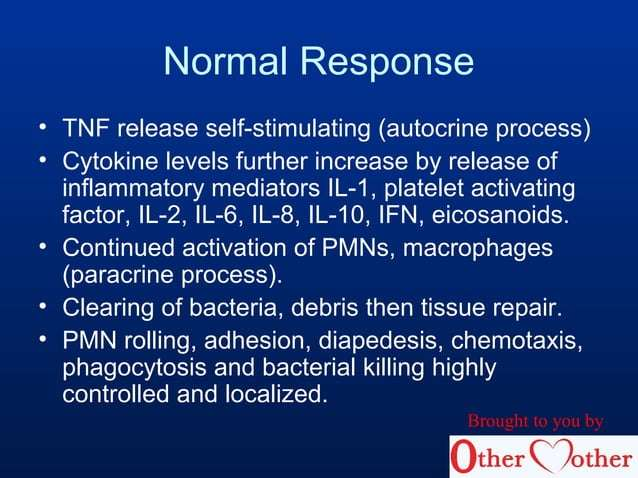 Normal Response
• TNF release self-stimulating (autocrine process)
• Cytokine levels further increase by release of
inflammatory mediators IL-1, platelet activating
factor, IL-2, IL-6, IL-8, IL-10, IFN, eicosanoids.
• Continued activation of PMNs, macrophages
(paracrine process).
• Clearing of bacteria, debris then tissue repair.
• PMN rolling, adhesion, diapedesis, chemotaxis,
phagocytosis and bacterial killing highly
controlled and localized.
Brought to you by
Other other